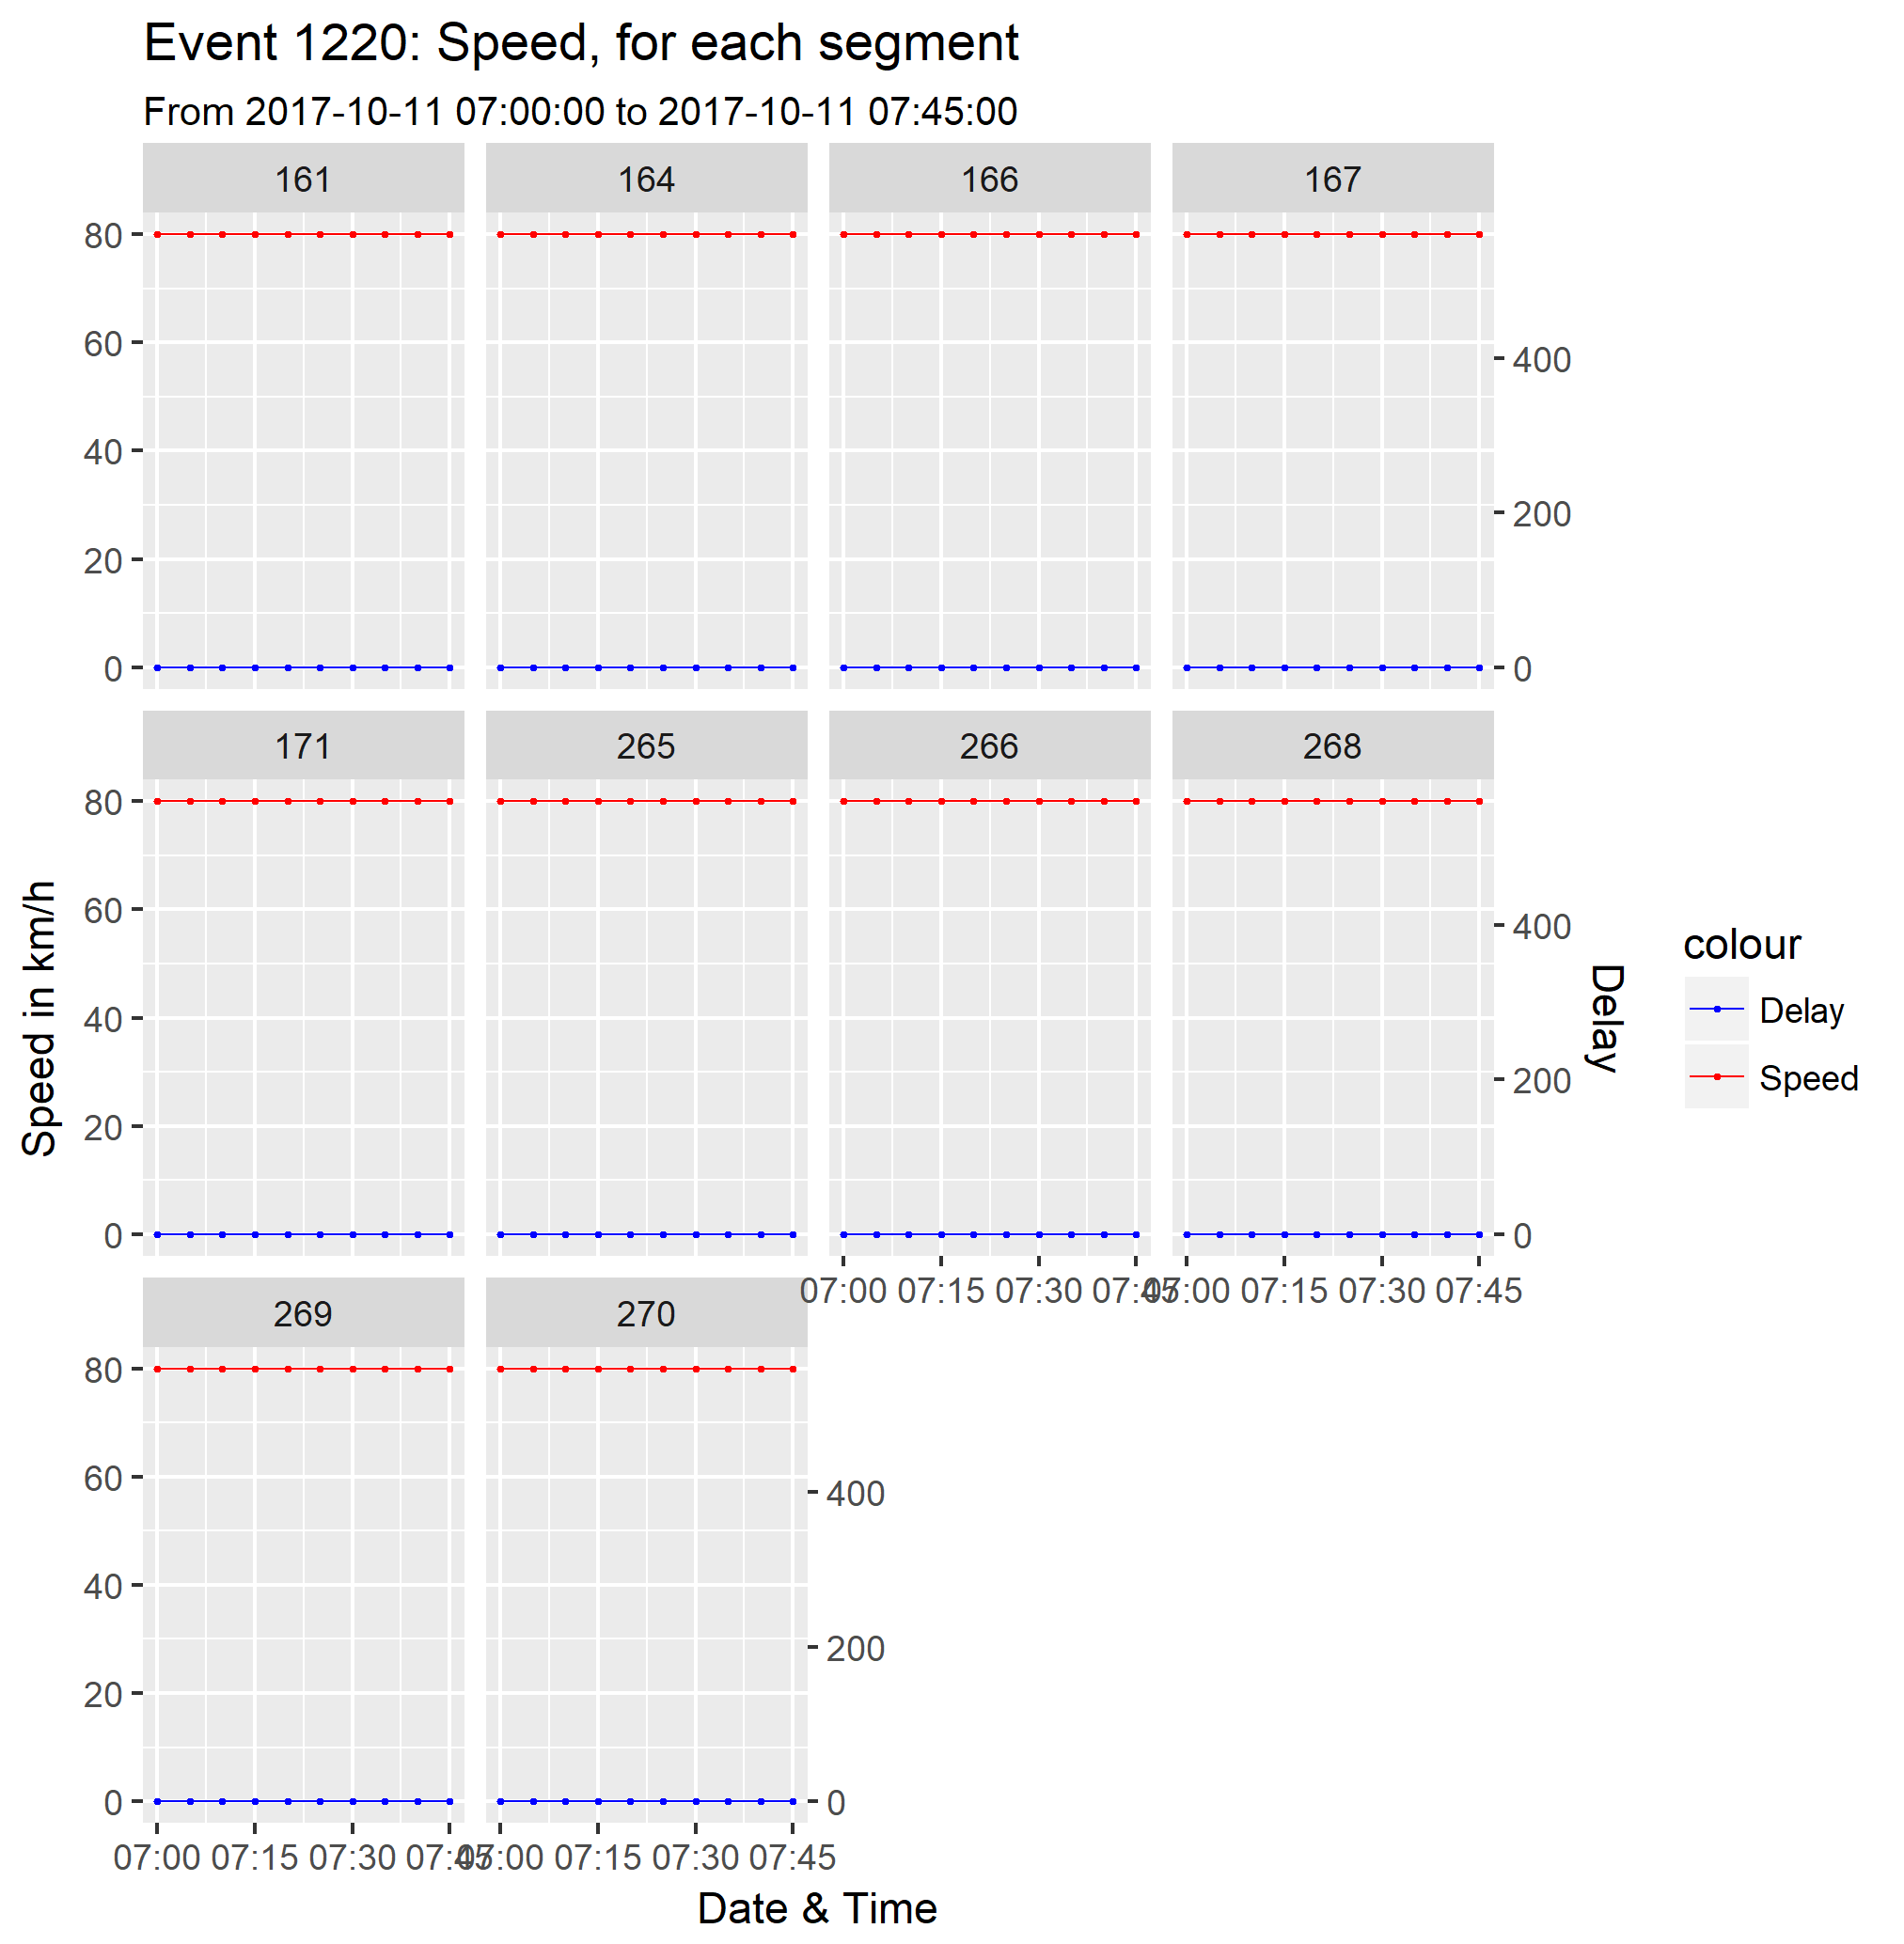 Event 1220: Speed, for each segment
From 2017-10-11 07:00:00 to 2017-10-11 07:45:00
161 164 166 167
80
60
40
20
0
400
200
0
171 265 266 268
80
60
40
20
0
400
200
0
07:00 07:15 07:30 07:45 07:00 07:15 07:30 07:45
269 270
80
60
40
20
0
400
200
0
07:00 07:15 07:30 07:45 07:00 07:15 07:30 07:45
Date & Time
Speed in km/h
Delay
colour
Delay
Speed